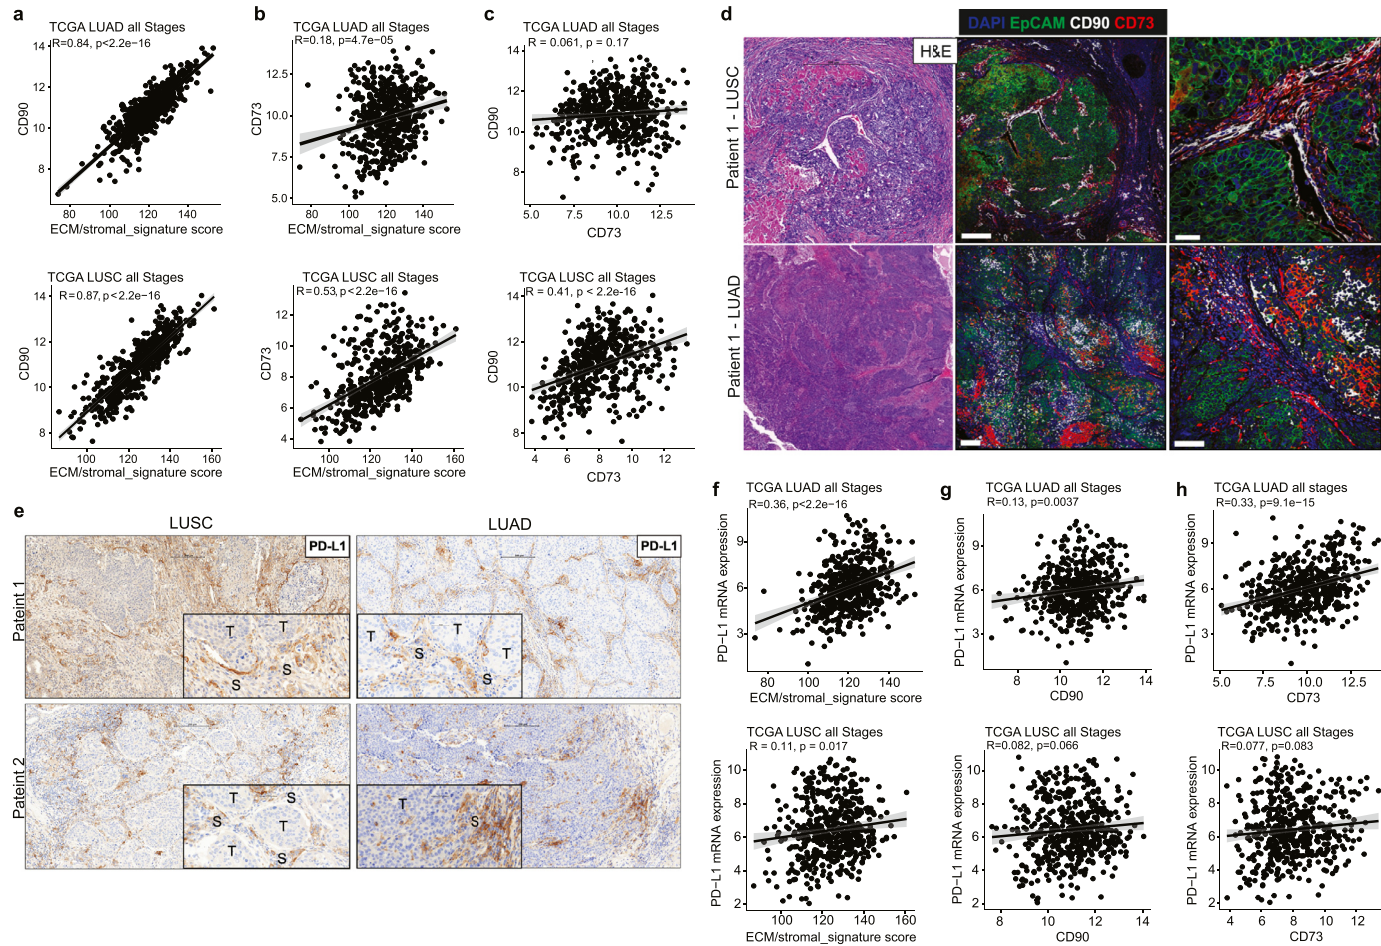 a
TCGA LUAD all Stages
R=0.84, p<2.2e−16
CD90
14
12
10
8
80
100
120
140
ECM/stromal_signature score
b
TCGA LUAD all Stages
R=0.18, p=4.7e−05
CD73
12.5
10.0
7.5
5.0
80
100
120
140
ECM/stromal_signature score
c
TCGA LUAD all Stages
R = 0.061, p = 0.17
CD90
14
12
10
8
5.0
7.5
10.0
12.5
CD73
TCGA LUSC all Stages
R=0.87, p<2.2e−16
CD90
14
12
10
8
100
120
140
160
ECM/stromal_signature score
TCGA LUSC all Stages
R=0.53, p<2.2e−16
CD73
14
12
10
8
6
4
100
120
140
160
ECM/stromal_signature score
TCGA LUSC all Stages
R = 0.41, p < 2.2e-16
CD90
14
12
10
8
4
6
8
10
12
CD73
d
DAPI EpCAM CD90 CD73
H&E
Patient 1 - LUSC
Patient 1 - LUAD
e
LUSC
LUAD
PD-L1
PD-L1
Pateint 1
T
T
S
S
T
T
S
T
S
Pateint 2
T
S
S
T
T
S
T
S
f
TCGA LUAD all Stages
R=0.36, p<2.2e−16
PD−L1 mRNA expression
9
6
3
80
100
120
140
ECM/stromal_signature score
g
TCGA LUAD all Stages
R=0.13, p=0.0037
PD−L1 mRNA expression
9
6
3
8
10
12
14
CD90
h
TCGA LUAD all stages
R=0.33, p=9.1e−15
PD−L1 mRNA expression
9
6
3
5.0
7.5
10.0
12.5
CD73
TCGA LUSC all Stages
R = 0.11, p = 0.017
PD−L1 mRNA expression
10
8
6
4
2
100
120
140
160
ECM/stromal_signature score
TCGA LUSC all Stages
R=0.082, p=0.066
PD−L1 mRNA expression
10
8
6
4
2
8
10
12
14
CD90
TCGA LUSC all Stages
R=0.077, p=0.083
PD−L1 mRNA expression
10
8
6
4
2
4
6
8
10
12
CD73